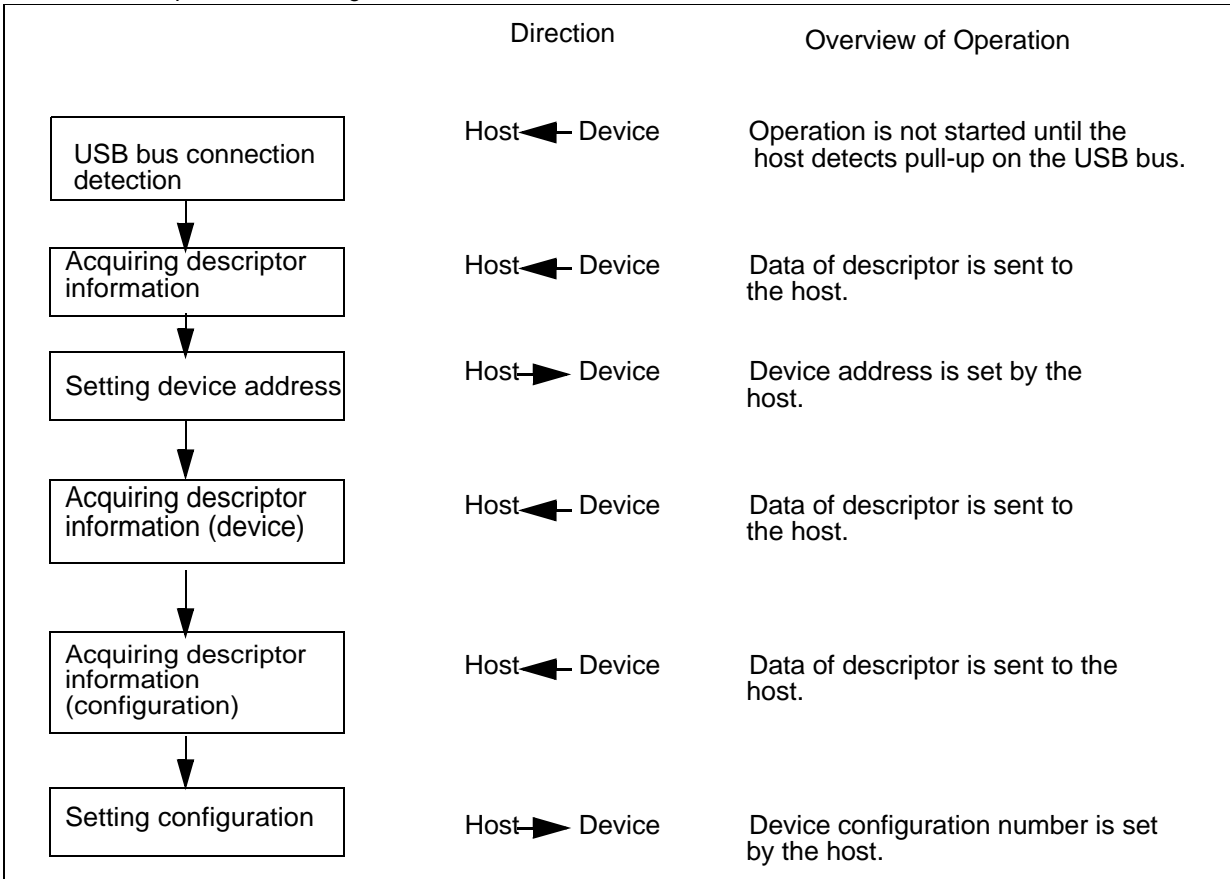 Direction Overview of Operation
USB bus connection
detection
Host Device
Operation is not started until the
host detects pull-up on the USB bus.
Acquiring descriptor
information
Host Device
Data of descriptor is sent to
the host.
Setting device address
Host Device
Device address is set by the
host.
Acquiring descriptor
information (device)
Host Device
Data of descriptor is sent to
the host.
Acquiring descriptor
information
(configuration)
Host Device
Data of descriptor is sent to the
host.
Setting configuration
Host Device
Device configuration number is set
by the host.